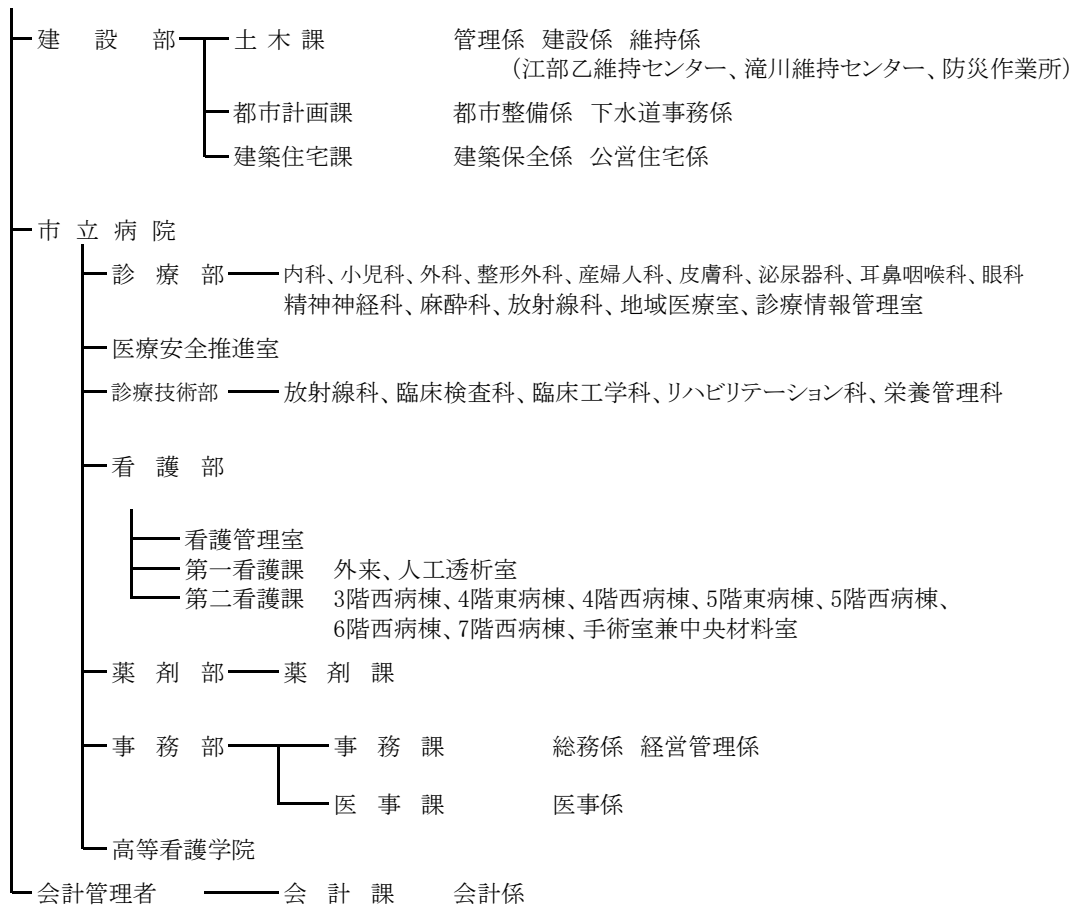 建設部 土木課 管理係 建設係 維持係
（江部乙維持センター、滝川維持センター、防災作業所）
都市計画課 都市整備係 下水道事務係
建築住宅課 建築保全係 公営住宅係
市立病院
診療部 内科、小児科、外科、整形外科、産婦人科、皮膚科、泌尿器科、耳鼻咽喉科、眼科
精神神経科、麻酔科、放射線科、地域医療室、診療情報管理室
医療安全推進室
診療技術部 放射線科、臨床検査科、臨床工学科、リハビリテーション科、栄養管理科
看護部
看護管理室
第一看護課 外来、人工透析室
第二看護課 3階西病棟、4階東病棟、4階西病棟、5階東病棟、5階西病棟、
6階西病棟、7階西病棟、手術室兼中央材料室
薬剤部 薬剤課
事務部 事務課 総務係 経営管理係
医事課 医事係
高等看護学院
会計管理者 会計課 会計係